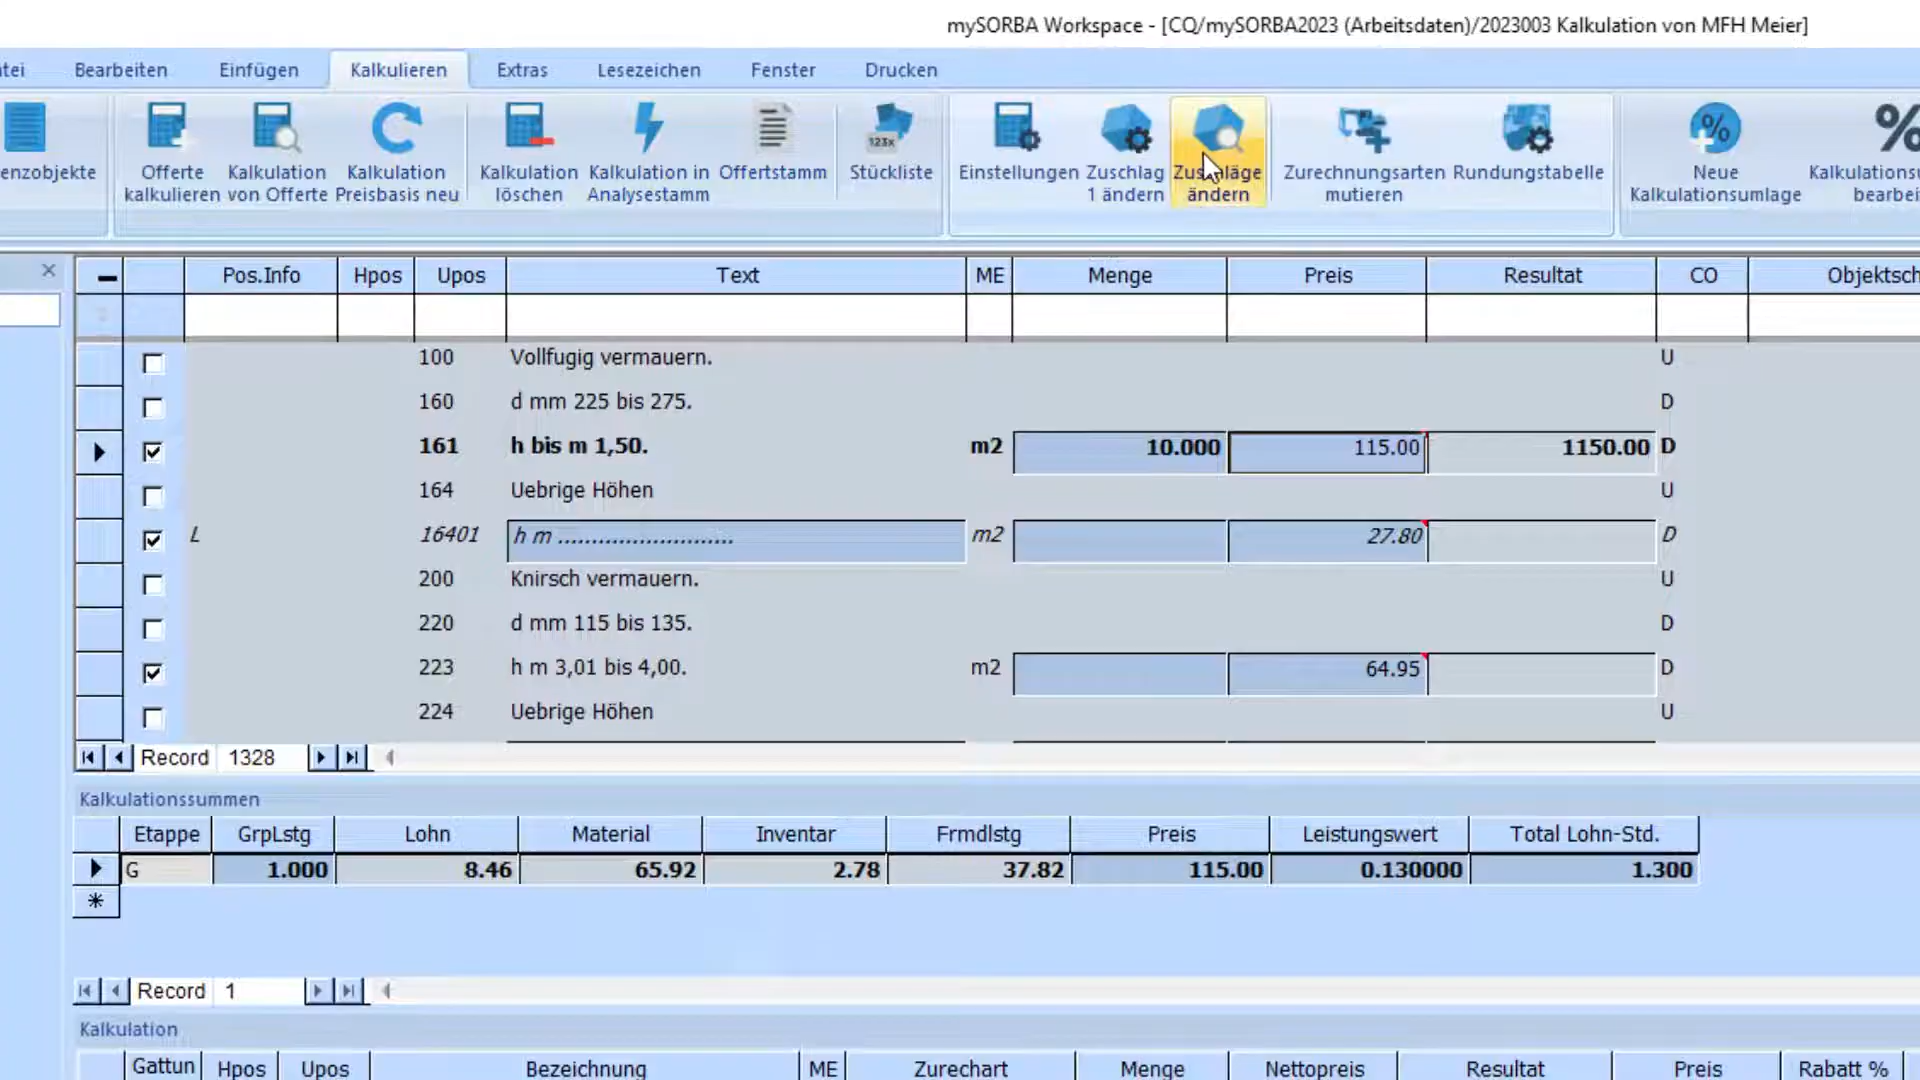 mySORBA Workspace - [CQ/mySORBA2023 (Arbeitsdaten)/2023003 Kalkulation von MFH Meier]
tei Bearbeiten Einfügen Kalkulieren Extras Lesezeichen Fenster Drucken
enzobjekte Offerte kalkulieren Kalkulation von Offerte Kalkulation Preisbasis neu Kalkulation löschen Kalkulation in Analysestamm Offertstamm 123x Stückliste Einstellungen Zuschlag 1 ändern Zuschläge ändern Zurechnungsarten mutieren Rundungstabelle % Neue Kalkulationsumlage % Kalkulationsu bearbei
Pos.Info Hpos Upos Text ME Menge Preis Resultat CO Objektsch
100 Vollfugig vermauern. U
160 d mm 225 bis 275. D
161 h bis m 1,50. m2 10.000 115.00 1150.00 D
164 Uebrige Höhen U
L 16401 h m .......................... m2 27.80 D
200 Knirsch vermauern. U
220 d mm 115 bis 135. D
223 h m 3,01 bis 4,00. m2 64.95 D
224 Uebrige Höhen U
Record 1328
Kalkulationssummen
Etappe GrpLstg Lohn Material Inventar Frmdlstg Preis Leistungswert Total Lohn-Std.
G 1.000 8.46 65.92 2.78 37.82 115.00 0.130000 1.300
Record 1
Kalkulation
Gattun Hpos Upos Bezeichnung ME Zurechart Menge Nettopreis Resultat Preis Rabatt %